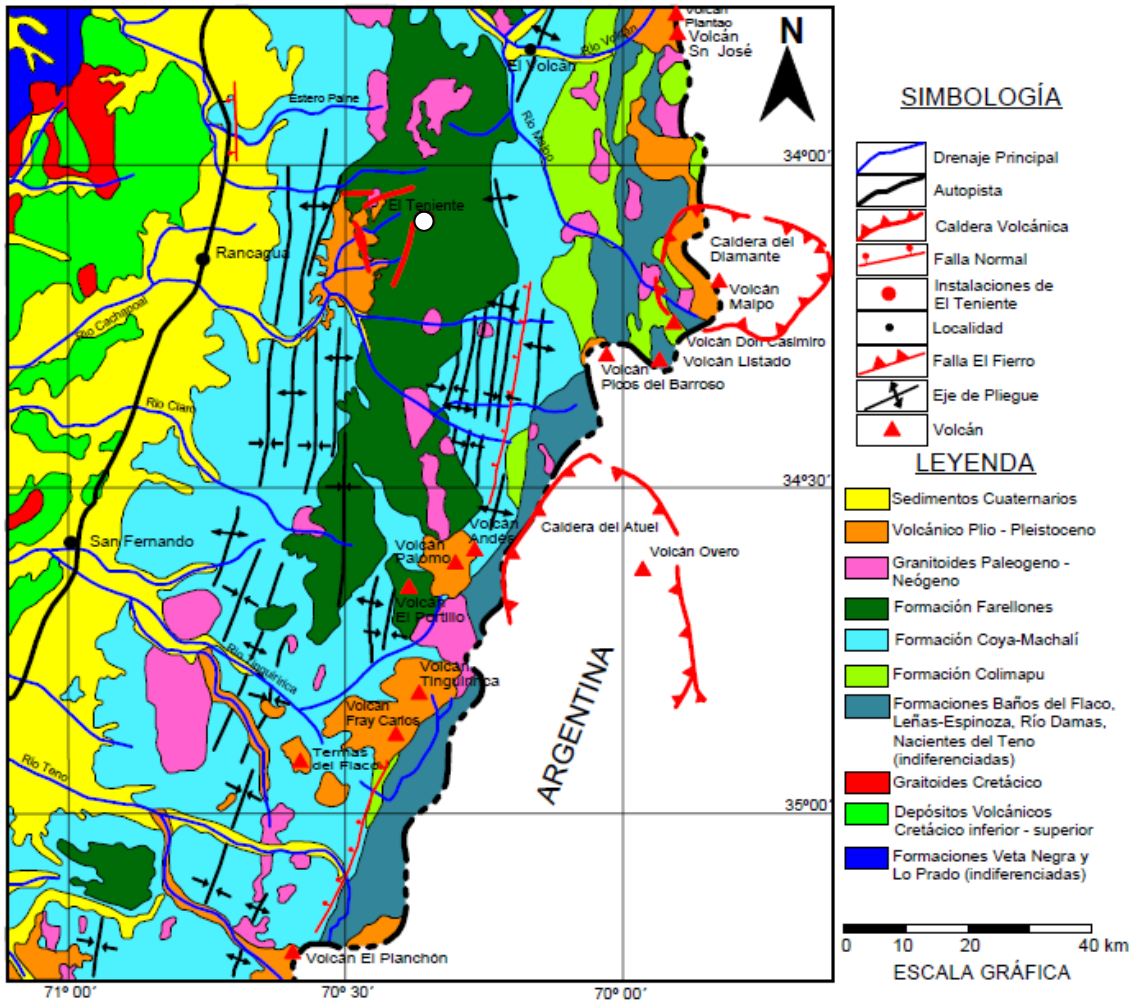 Volcán
Plantao
Volcán
Sn José
Río Volcán
El Volcán
N
Estero Paine
Río Maipo
34º00´
El Teniente
Rancagua
Caldera del
Diamante
Volcán
Maipo
Río Cachapoal
Volcán Don Casimiro
Volcán Listado
Volcán
Picos del Barroso
Río Claro
34º30´
Caldera del Atuel
Volcán
Andés
San Fernando
Volcán
Palomo
Volcán Overo
Volcán
El Portillo
Río Tinguiririca
Volcán
Tinguiririca
Volcán
Fray Carlos
ARGENTINA
Termas
del Flaco
Río Teno
35º00´
Volcán El Planchón
71º 00´
70º 30´
70º 00´
SIMBOLOGÍA
Drenaje Principal
Autopista
Caldera Volcánica
Falla Normal
Instalaciones de
El Teniente
Localidad
Falla El Fierro
Eje de Pliegue
Volcán
LEYENDA
Sedimentos Cuaternarios
Volcánico Plio - Pleistoceno
Granitoides Paleogeno -
Neógeno
Formación Farellones
Formación Coya-Machalí
Formación Colimapu
Formaciones Baños del Flaco,
Leñas-Espinoza, Río Damas,
Nacientes del Teno
(indiferenciadas)
Graitoides Cretácico
Depósitos Volcánicos
Cretácico inferior - superior
Formaciones Veta Negra y
Lo Prado (indiferenciadas)
0 10 20 40 km
ESCALA GRÁFICA